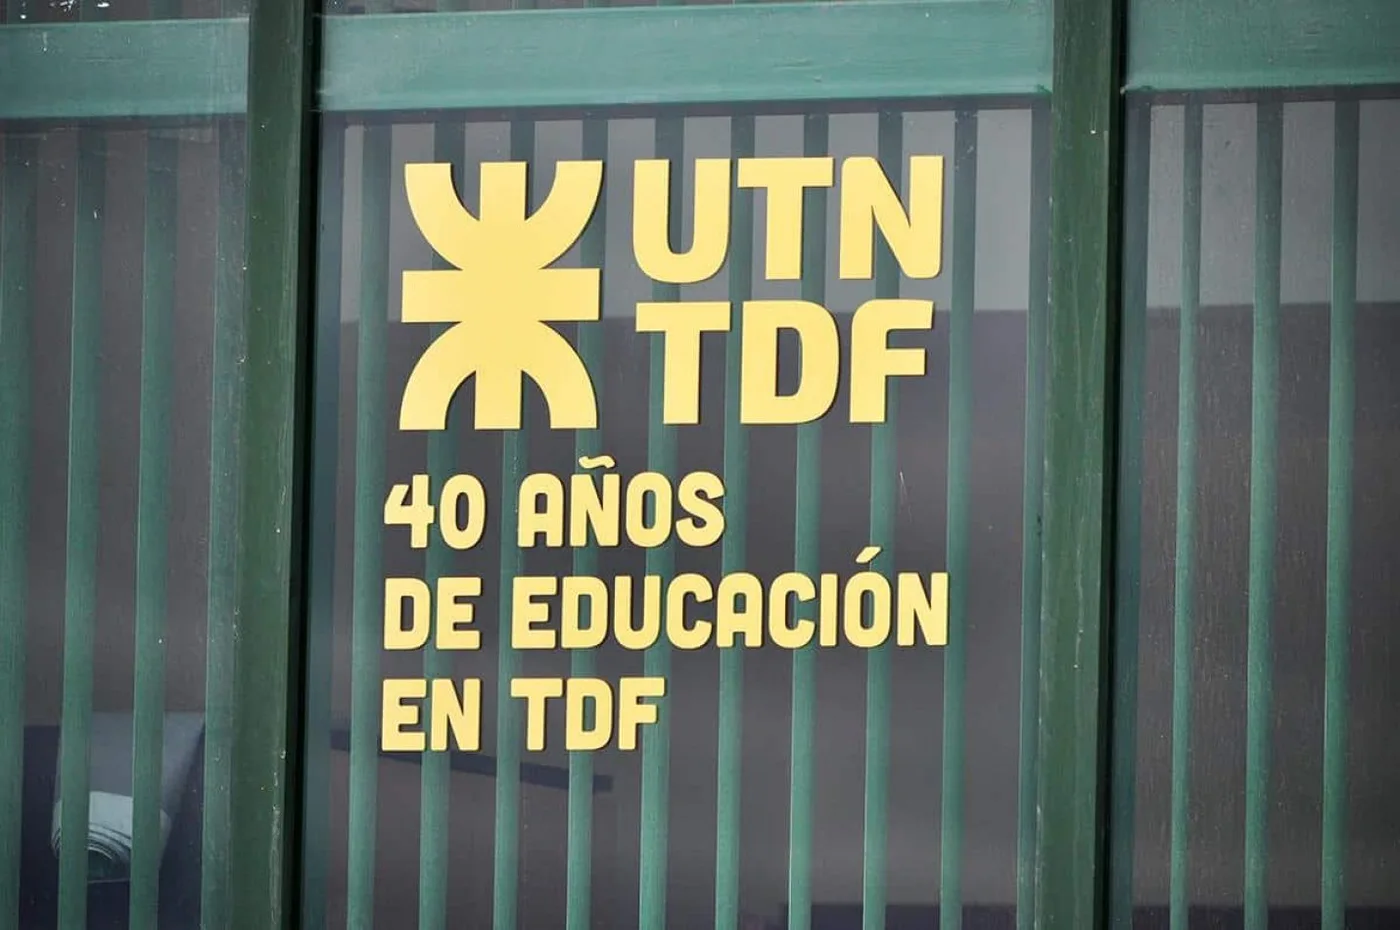 UTN
TDF
40 AÑOS
DE EDUCACIÓN
EN TDF